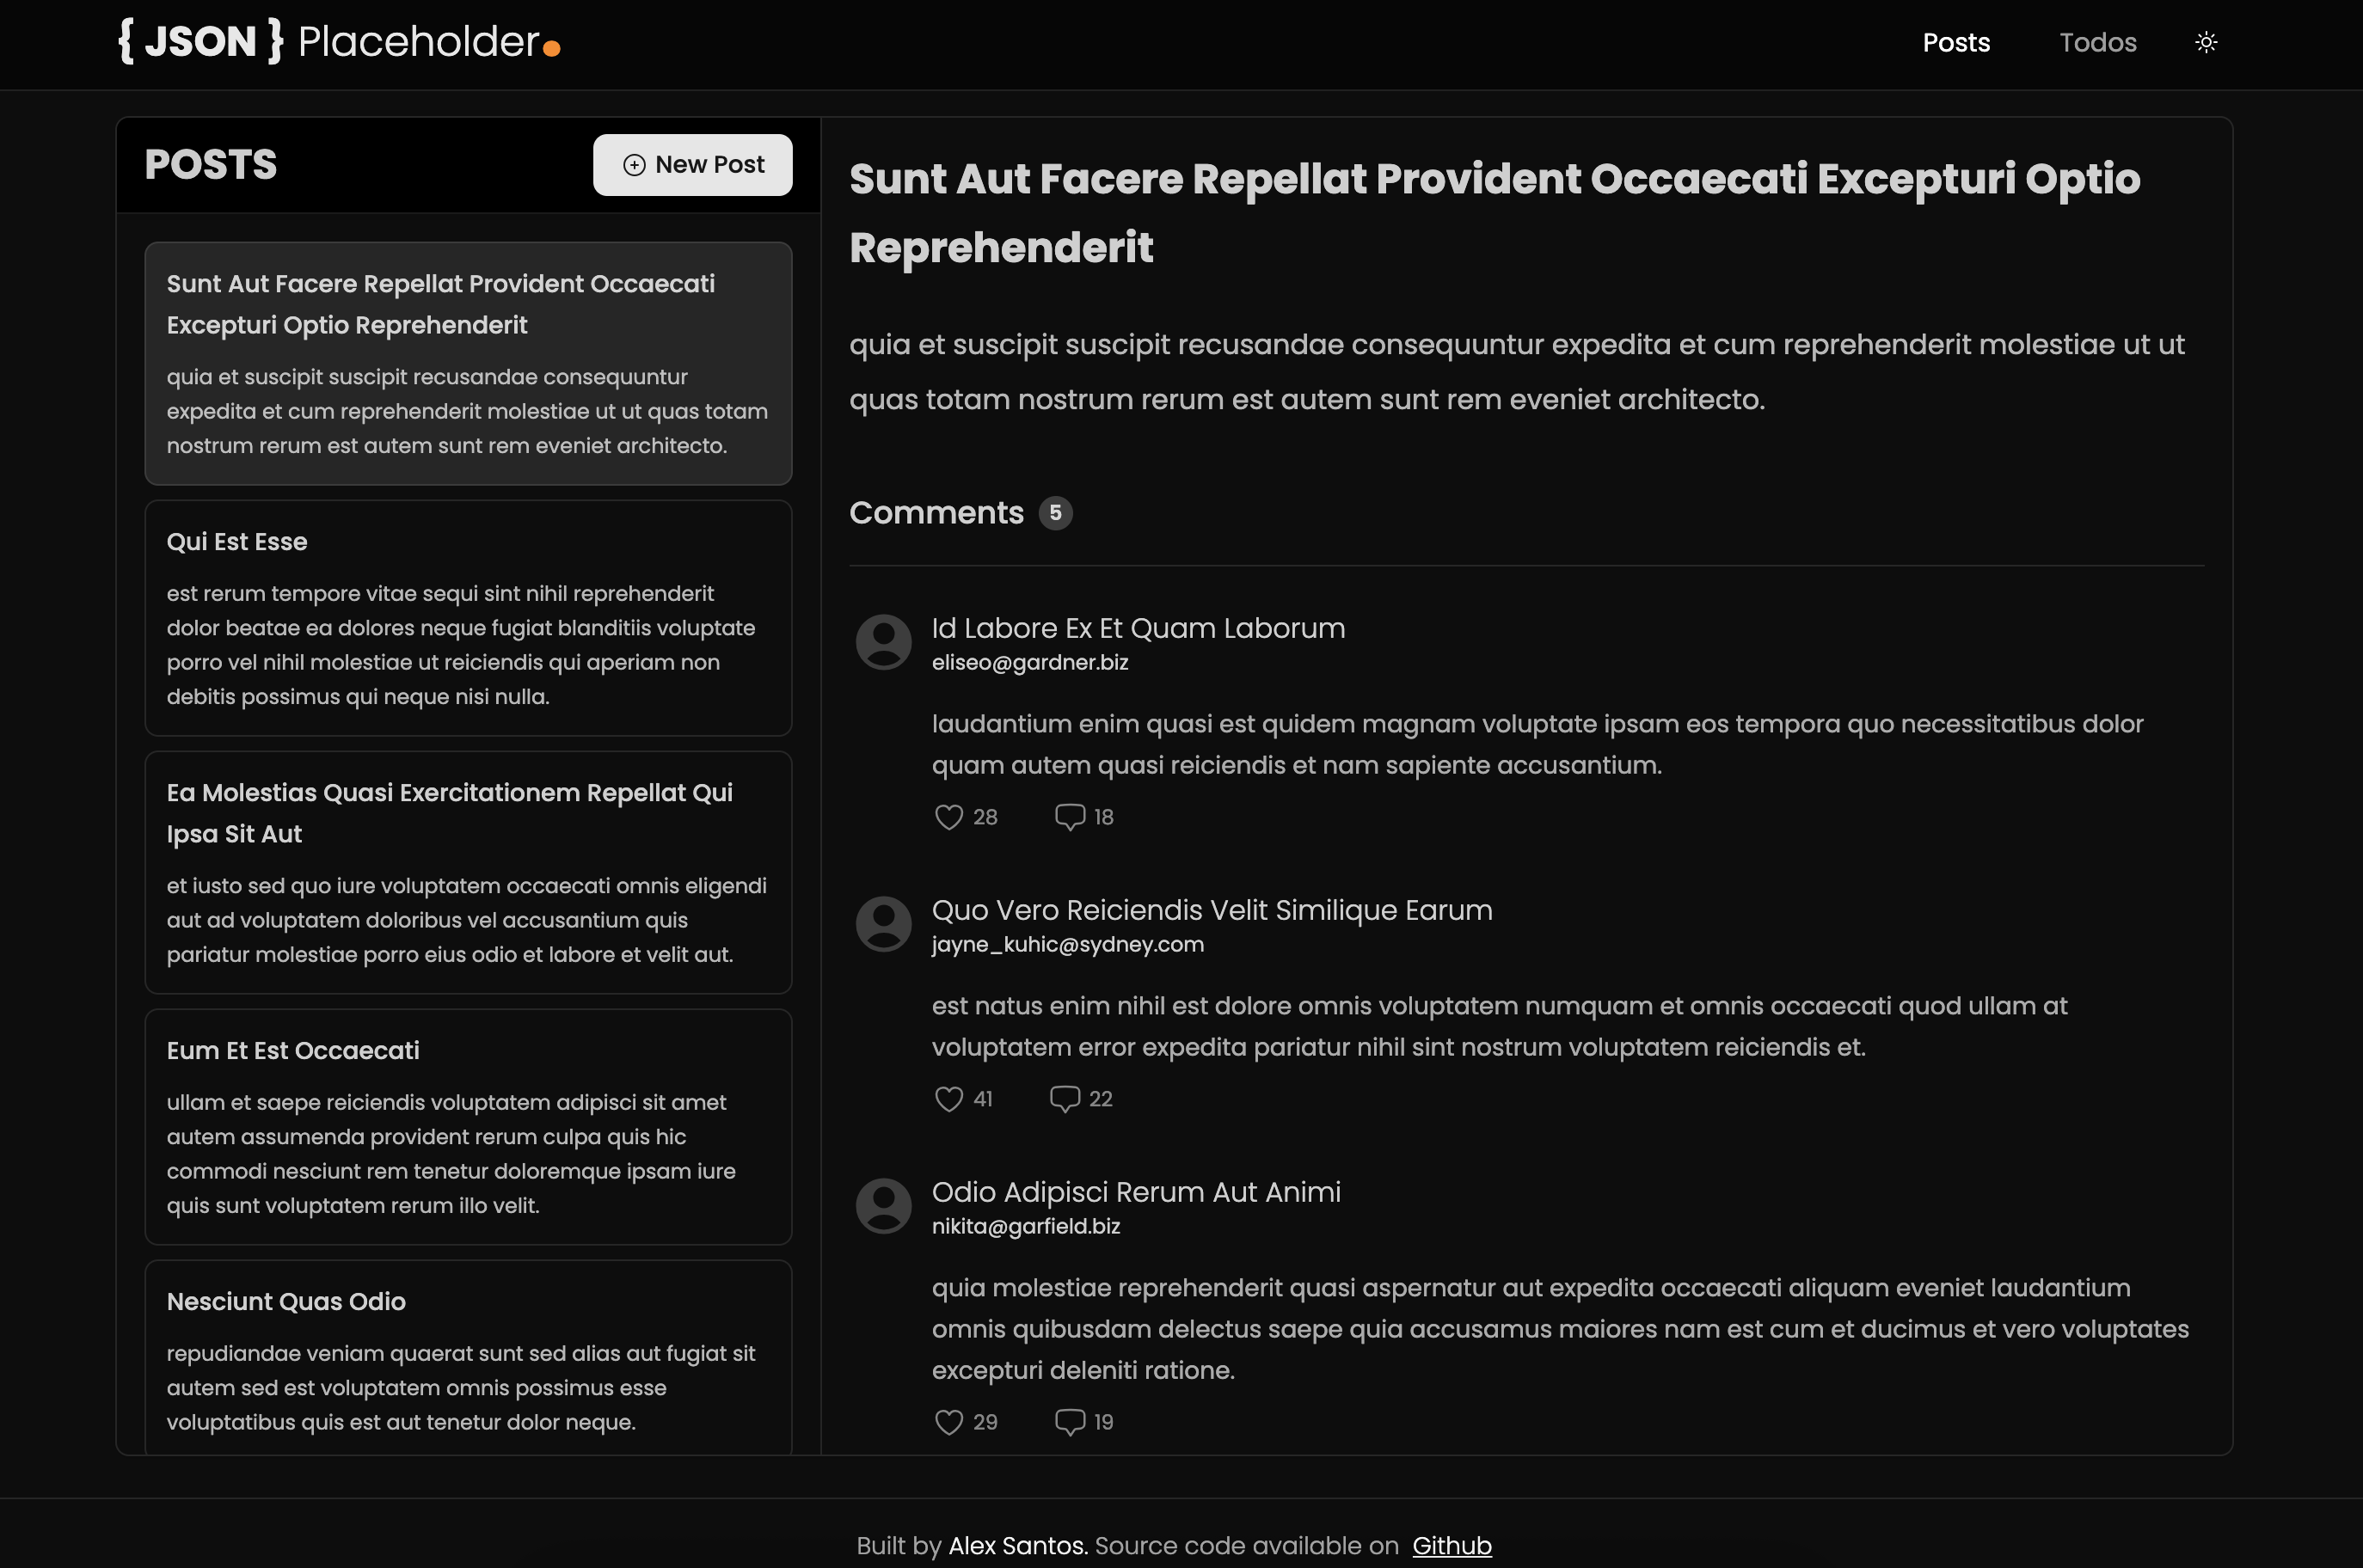 { JSON } Placeholder.
Posts
Todos
POSTS
New Post
Sunt Aut Facere Repellat Provident Occaecati
Excepturi Optio Reprehenderit
quia et suscipit suscipit recusandae consequuntur
expedita et cum reprehenderit molestiae ut ut quas totam
nostrum rerum est autem sunt rem eveniet architecto.
Qui Est Esse
est rerum tempore vitae sequi sint nihil reprehenderit
dolor beatae ea dolores neque fugiat blanditiis voluptate
porro vel nihil molestiae ut reiciendis qui aperiam non
debitis possimus qui neque nisi nulla.
Ea Molestias Quasi Exercitationem Repellat Qui
Ipsa Sit Aut
et iusto sed quo iure voluptatem occaecati omnis eligendi
aut ad voluptatem doloribus vel accusantium quis
pariatur molestiae porro eius odio et labore et velit aut.
Eum Et Est Occaecati
ullam et saepe reiciendis voluptatem adipisci sit amet
autem assumenda provident rerum culpa quis hic
commodi nesciunt rem tenetur doloremque ipsam iure
quis sunt voluptatem rerum illo velit.
Nesciunt Quas Odio
repudiandae veniam quaerat sunt sed alias aut fugiat sit
autem sed est voluptatem omnis possimus esse
voluptatibus quis est aut tenetur dolor neque.
Sunt Aut Facere Repellat Provident Occaecati Excepturi Optio
Reprehenderit
quia et suscipit suscipit recusandae consequuntur expedita et cum reprehenderit molestiae ut ut
quas totam nostrum rerum est autem sunt rem eveniet architecto.
Comments 5
Id Labore Ex Et Quam Laborum
eliseo@gardner.biz
laudantium enim quasi est quidem magnam voluptate ipsam eos tempora quo necessitatibus dolor
quam autem quasi reiciendis et nam sapiente accusantium.
28 18
Quo Vero Reiciendis Velit Similique Earum
jayne_kuhic@sydney.com
est natus enim nihil est dolore omnis voluptatem numquam et omnis occaecati quod ullam at
voluptatem error expedita pariatur nihil sint nostrum voluptatem reiciendis et.
41 22
Odio Adipisci Rerum Aut Animi
nikita@garfield.biz
quia molestiae reprehenderit quasi aspernatur aut expedita occaecati aliquam eveniet laudantium
omnis quibusdam delectus saepe quia accusamus maiores nam est cum et ducimus et vero voluptates
excepturi deleniti ratione.
29 19
Built by Alex Santos. Source code available on Github